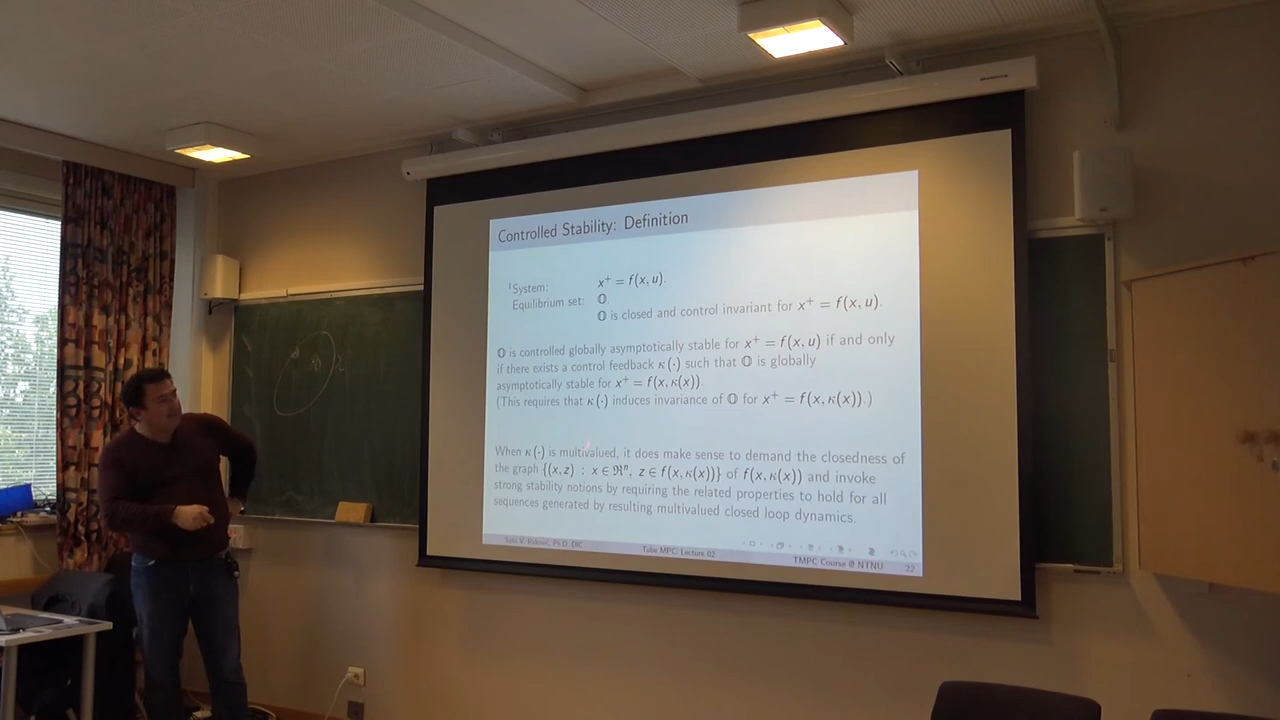 Controlled Stability: Definition
System: x⁺ = f(x, u).
Equilibrium set: 𝕆.
𝕆 is closed and control invariant for x⁺ = f(x, u).
𝕆 is controlled globally asymptotically stable for x⁺ = f(x, u) if and only
if there exists a control feedback κ(·) such that 𝕆 is globally
asymptotically stable for x⁺ = f(x, κ(x)).
(This requires that κ(·) induces invariance of 𝕆 for x⁺ = f(x, κ(x)).)
When κ(·) is multivalued, it does make sense to demand the closedness of
the graph {(x, z) : x ∈ ℜⁿ, z ∈ f(x, κ(x))} of f(x, κ(x)) and invoke
strong stability notions by requiring the related properties to hold for all
sequences generated by resulting multivalued closed loop dynamics.
Saša V. Raković, Ph.D. DIC Tube MPC: Lecture 02 TMPC Course @ NTNU 22